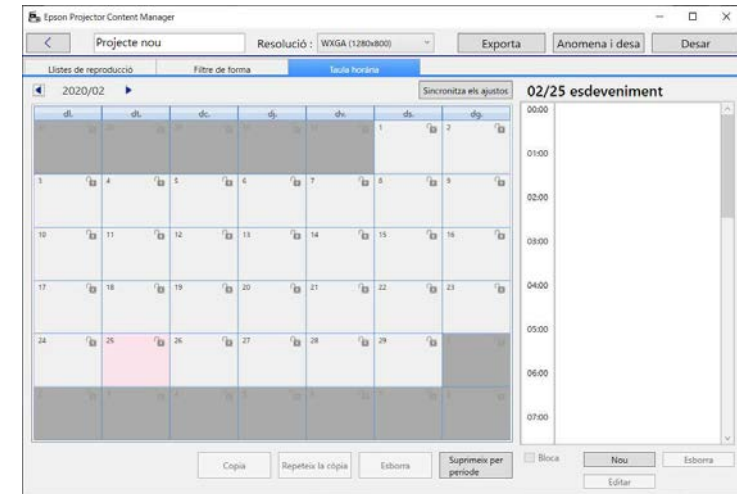 Epson Projector Content Manager
Projecte nou
Resolució : WXGA (1280x800)
Exporta
Anomena i desa
Desar
Llistes de reproducció
Filtre de forma
Taula horària
2020/02
Sincronitza els ajustos
02/25 esdeveniment
dl. dt. dc. dj. dv. ds. dg.
1 2
3 4 5 6 7 8 9
10 11 12 13 14 15 16
17 18 19 20 21 22 23
24 25 26 27 28 29
00:00
01:00
02:00
03:00
04:00
05:00
06:00
07:00
Copia
Repeteix la còpia
Esborra
Suprimeix per
període
Bloca
Nou
Esborra
Editar